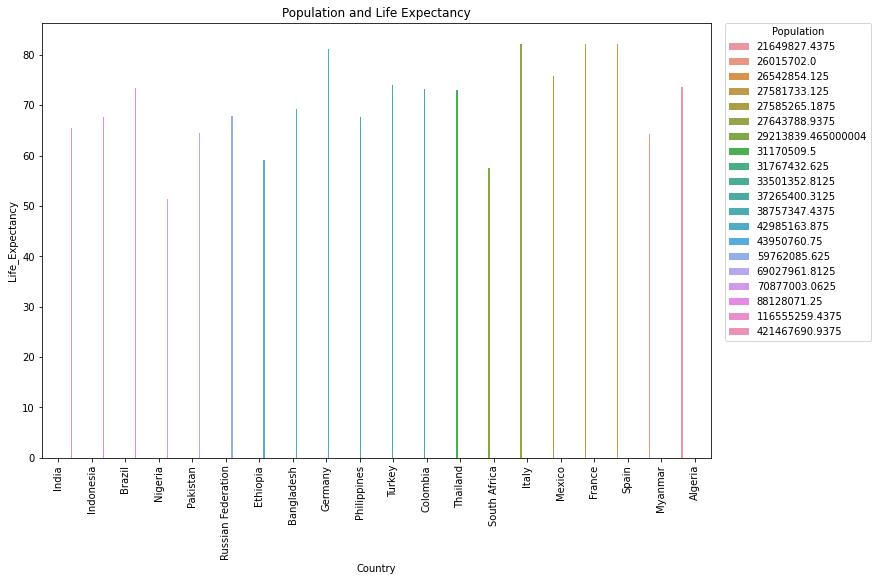 Population and Life Expectancy
Population
21649827.4375
26015702.0
26542854.125
27581733.125
27585265.1875
27643788.9375
29213839.465000004
31170509.5
31767432.625
33501352.8125
37265400.3125
38757347.4375
42985163.875
43950760.75
59762085.625
69027961.8125
70877003.0625
88128071.25
116555259.4375
421467690.9375
Life_Expectancy
80
70
60
50
40
30
20
10
0
India
Indonesia
Brazil
Nigeria
Pakistan
Russian Federation
Ethiopia
Bangladesh
Germany
Philippines
Turkey
Colombia
Thailand
South Africa
Italy
Mexico
France
Spain
Myanmar
Algeria
Country